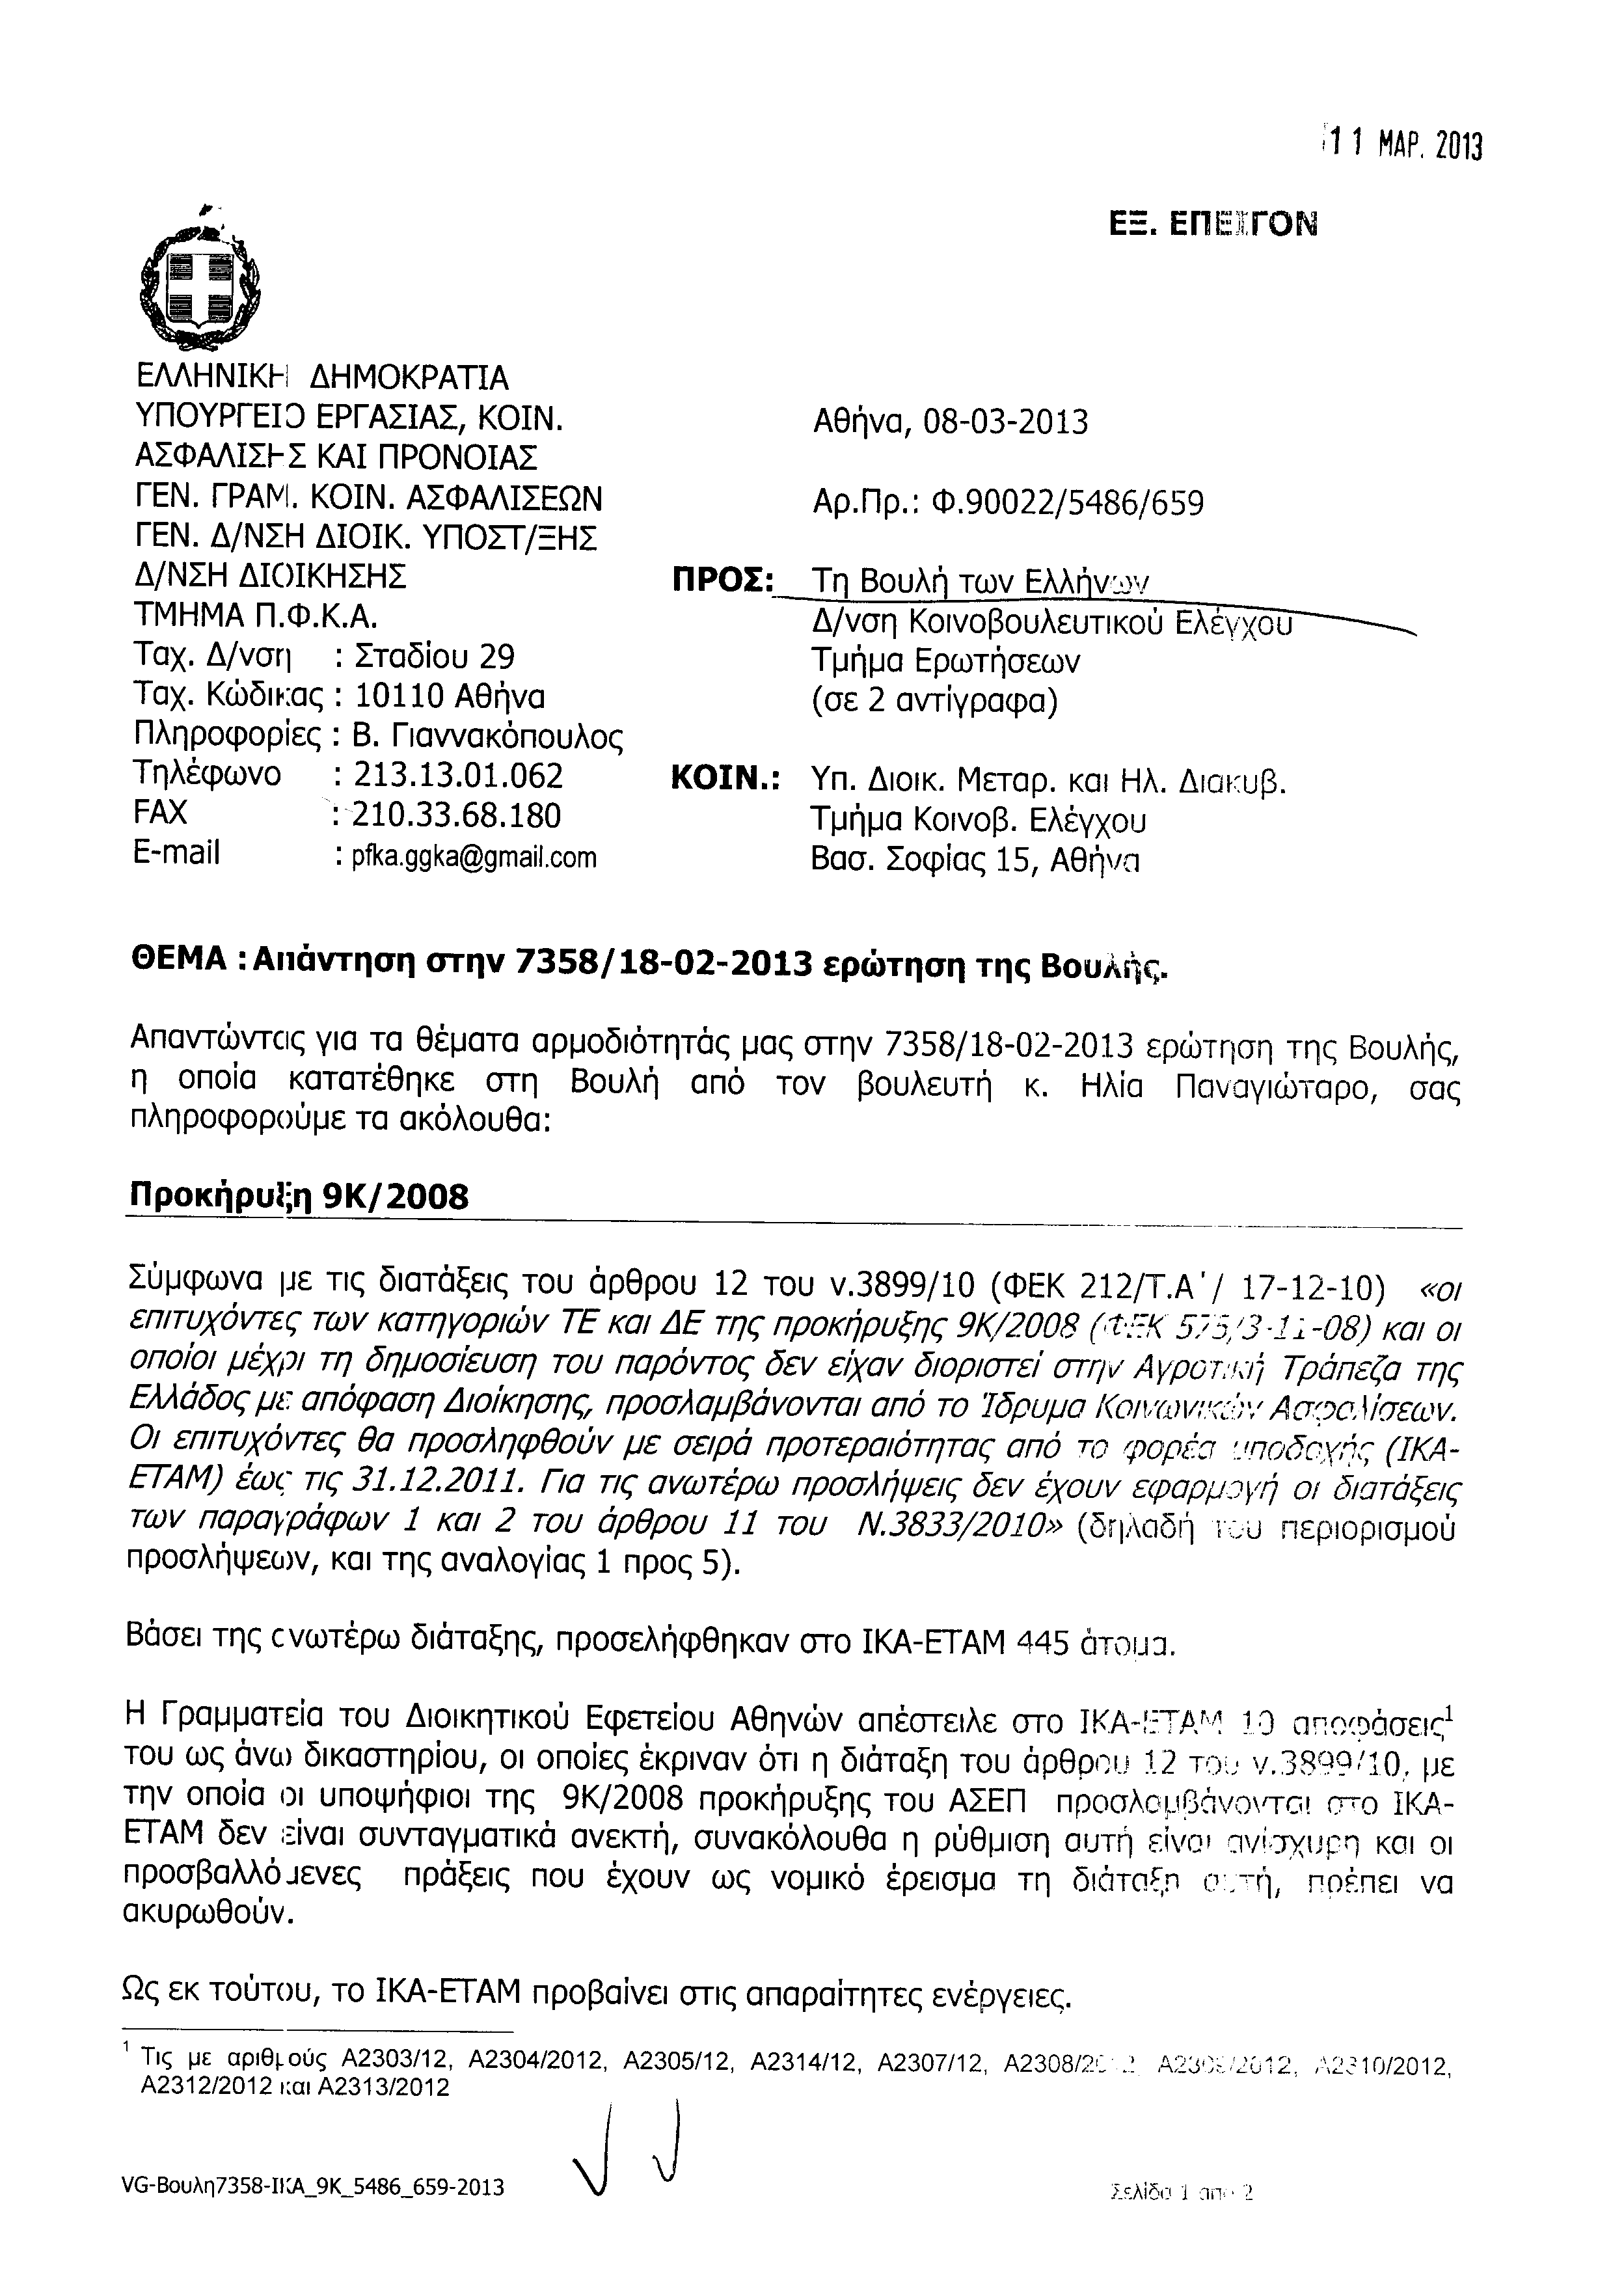 11 ΜΑΡ. 2013
ΕΞ. ΕΠΕΙΓΟΝ
ΕΛΛΗΝΙΚΗ ΔΗΜΟΚΡΑΤΙΑ
ΥΠΟΥΡΓΕΙΟ ΕΡΓΑΣΙΑΣ, ΚΟΙΝ.
ΑΣΦΑΛΙΣΗΣ ΚΑΙ ΠΡΟΝΟΙΑΣ
ΓΕΝ. ΓΡΑΜ. ΚΟΙΝ. ΑΣΦΑΛΙΣΕΩΝ
ΓΕΝ. Δ/ΝΣΗ ΔΙΟΙΚ. ΥΠΟΣΤ/ΞΗΣ
Δ/ΝΣΗ ΔΙΟΙΚΗΣΗΣ
ΤΜΗΜΑ Π.Φ.Κ.Α.
Ταχ. Δ/νση : Σταδίου 29
Ταχ. Κώδικας : 10110 Αθήνα
Πληροφορίες : Β. Γιαννακόπουλος
Τηλέφωνο : 213.13.01.062
FAX : 210.33.68.180
E-mail : pfka.ggka@gmail.com
Αθήνα, 08-03-2013
Αρ.Πρ.: Φ.90022/5486/659
ΠΡΟΣ: Τη Βουλή των Ελλήνων
Δ/νση Κοινοβουλευτικού Ελέγχου
Τμήμα Ερωτήσεων
(σε 2 αντίγραφα)
ΚΟΙΝ.: Υπ. Διοικ. Μεταρ. και Ηλ. Διακυβ.
Τμήμα Κοινοβ. Ελέγχου
Βασ. Σοφίας 15, Αθήνα
ΘΕΜΑ : Απάντηση στην 7358/18-02-2013 ερώτηση της Βουλής.
Απαντώντας για τα θέματα αρμοδιότητάς μας στην 7358/18-02-2013 ερώτηση της Βουλής,
η οποία κατατέθηκε στη Βουλή από τον βουλευτή κ. Ηλία Παναγιώταρο, σας
πληροφορούμε τα ακόλουθα:
Προκήρυξη 9Κ/2008
Σύμφωνα με τις διατάξεις του άρθρου 12 του ν.3899/10 (ΦΕΚ 212/Τ.Α'/ 17-12-10) «οι
επιτυχόντες των κατηγοριών ΤΕ και ΔΕ της προκήρυξης 9Κ/2008 (ΦΕΚ 575/3-11-08) και οι
οποίοι μέχρι τη δημοσίευση του παρόντος δεν είχαν διοριστεί στην Αγροτική Τράπεζα της
Ελλάδος με απόφαση Διοίκησης, προσλαμβάνονται από το Ίδρυμα Κοινωνικών Ασφαλίσεων.
Οι επιτυχόντες θα προσληφθούν με σειρά προτεραιότητας από το φορέα υποδοχής (ΙΚΑ-
ΕΤΑΜ) έως τις 31.12.2011. Για τις ανωτέρω προσλήψεις δεν έχουν εφαρμογή οι διατάξεις
των παραγράφων 1 και 2 του άρθρου 11 του Ν.3833/2010» (δηλαδή του περιορισμού
προσλήψεων, και της αναλογίας 1 προς 5).
Βάσει της ανωτέρω διάταξης, προσελήφθηκαν στο ΙΚΑ-ΕΤΑΜ 445 άτομα.
Η Γραμματεία του Διοικητικού Εφετείου Αθηνών απέστειλε στο ΙΚΑ-ΕΤΑΜ 10 αποφάσεις¹
του ως άνω δικαστηρίου, οι οποίες έκριναν ότι η διάταξη του άρθρου 12 του ν.3899/10, με
την οποία οι υποψήφιοι της 9Κ/2008 προκήρυξης του ΑΣΕΠ προσλαμβάνονται στο ΙΚΑ-
ΕΤΑΜ δεν είναι συνταγματικά ανεκτή, συνακόλουθα η ρύθμιση αυτή είναι ανίσχυρη και οι
προσβαλλόμενες πράξεις που έχουν ως νομικό έρεισμα τη διάταξη αυτή, πρέπει να
ακυρωθούν.
Ως εκ τούτου, το ΙΚΑ-ΕΤΑΜ προβαίνει στις απαραίτητες ενέργειες.
¹ Τις με αριθμούς Α2303/12, Α2304/2012, Α2305/12, Α2314/12, Α2307/12, Α2308/2012, Α2309/2012, Α2310/2012,
Α2312/2012 και Α2313/2012
VG-Βουλη7358-ΙΚΑ_9Κ_5486_659-2013
Σελίδα 1 από 2